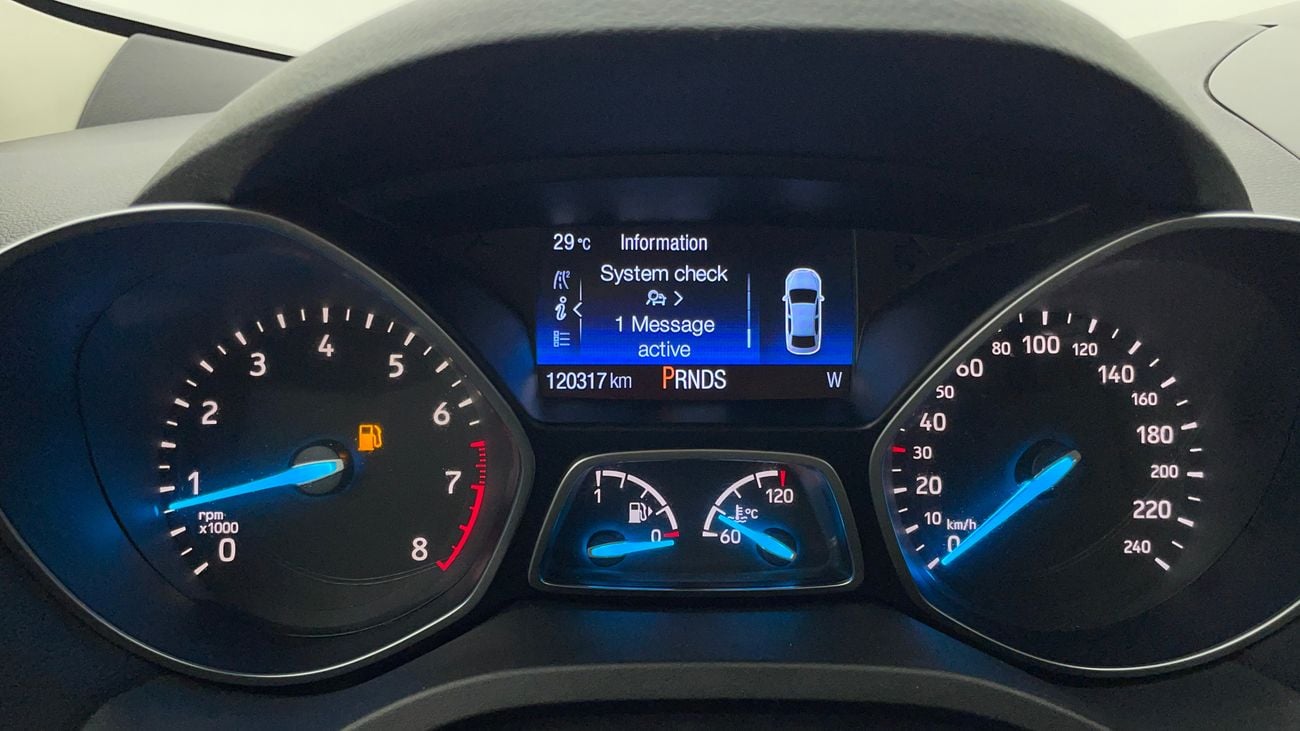 29°C Information
System check
1 Message
active
120317 km PRNDS W
0 1 2 3 4 5 6 7 8
rpm
x1000
1 0
60 120
°C
0 10 20 30 40 50 60 80 100 120 140 160 180 200 220 240
km/h